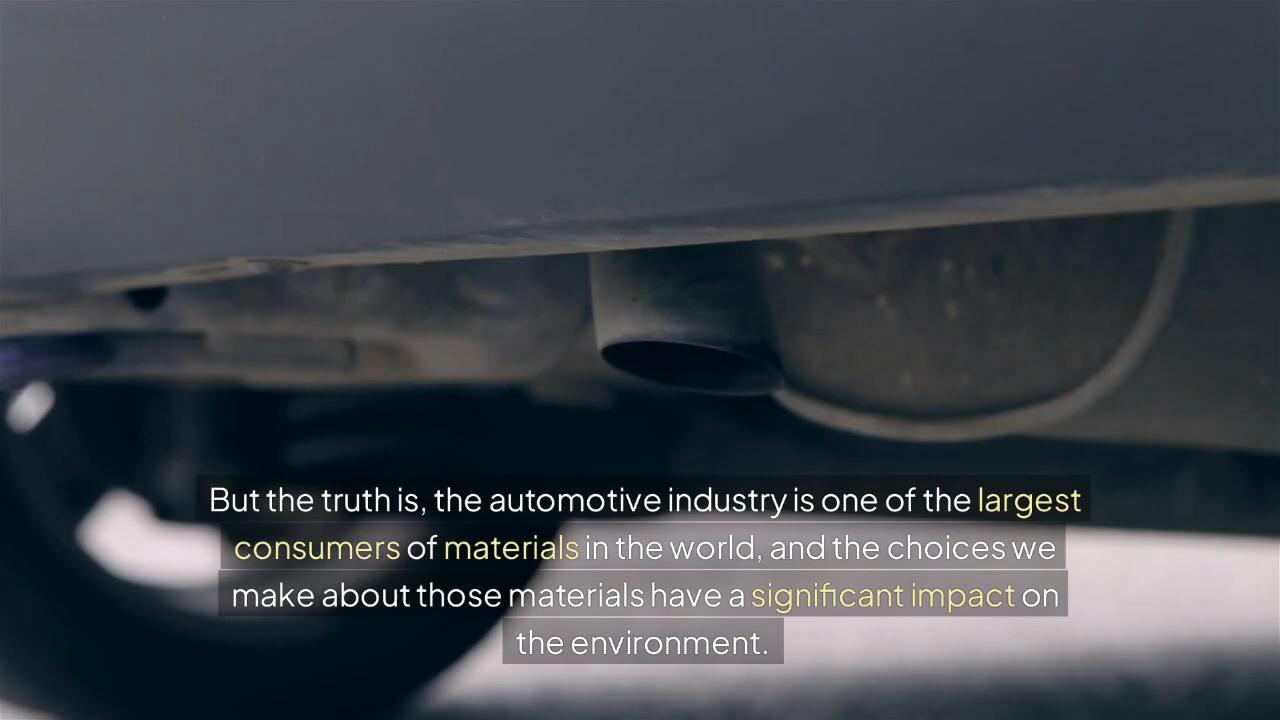 But the truth is, the automotive industry is one of the largest
consumers of materials in the world, and the choices we
make about those materials have a significant impact on
the environment.